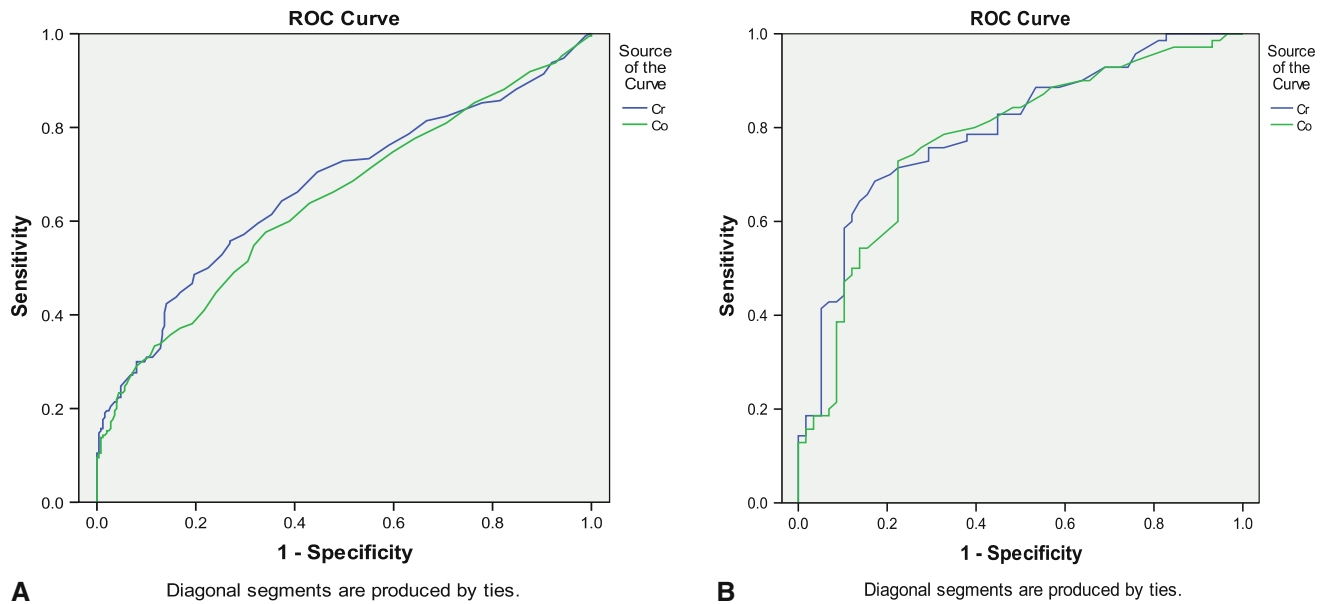 ROC Curve
1.0
0.8
0.6
0.4
0.2
0.0
Sensitivity
0.0 0.2 0.4 0.6 0.8 1.0
1 - Specificity
Source
of the
Curve
Cr
Co
A
Diagonal segments are produced by ties.
ROC Curve
1.0
0.8
0.6
0.4
0.2
0.0
Sensitivity
0.0 0.2 0.4 0.6 0.8 1.0
1 - Specificity
Source
of the
Curve
Cr
Co
B
Diagonal segments are produced by ties.